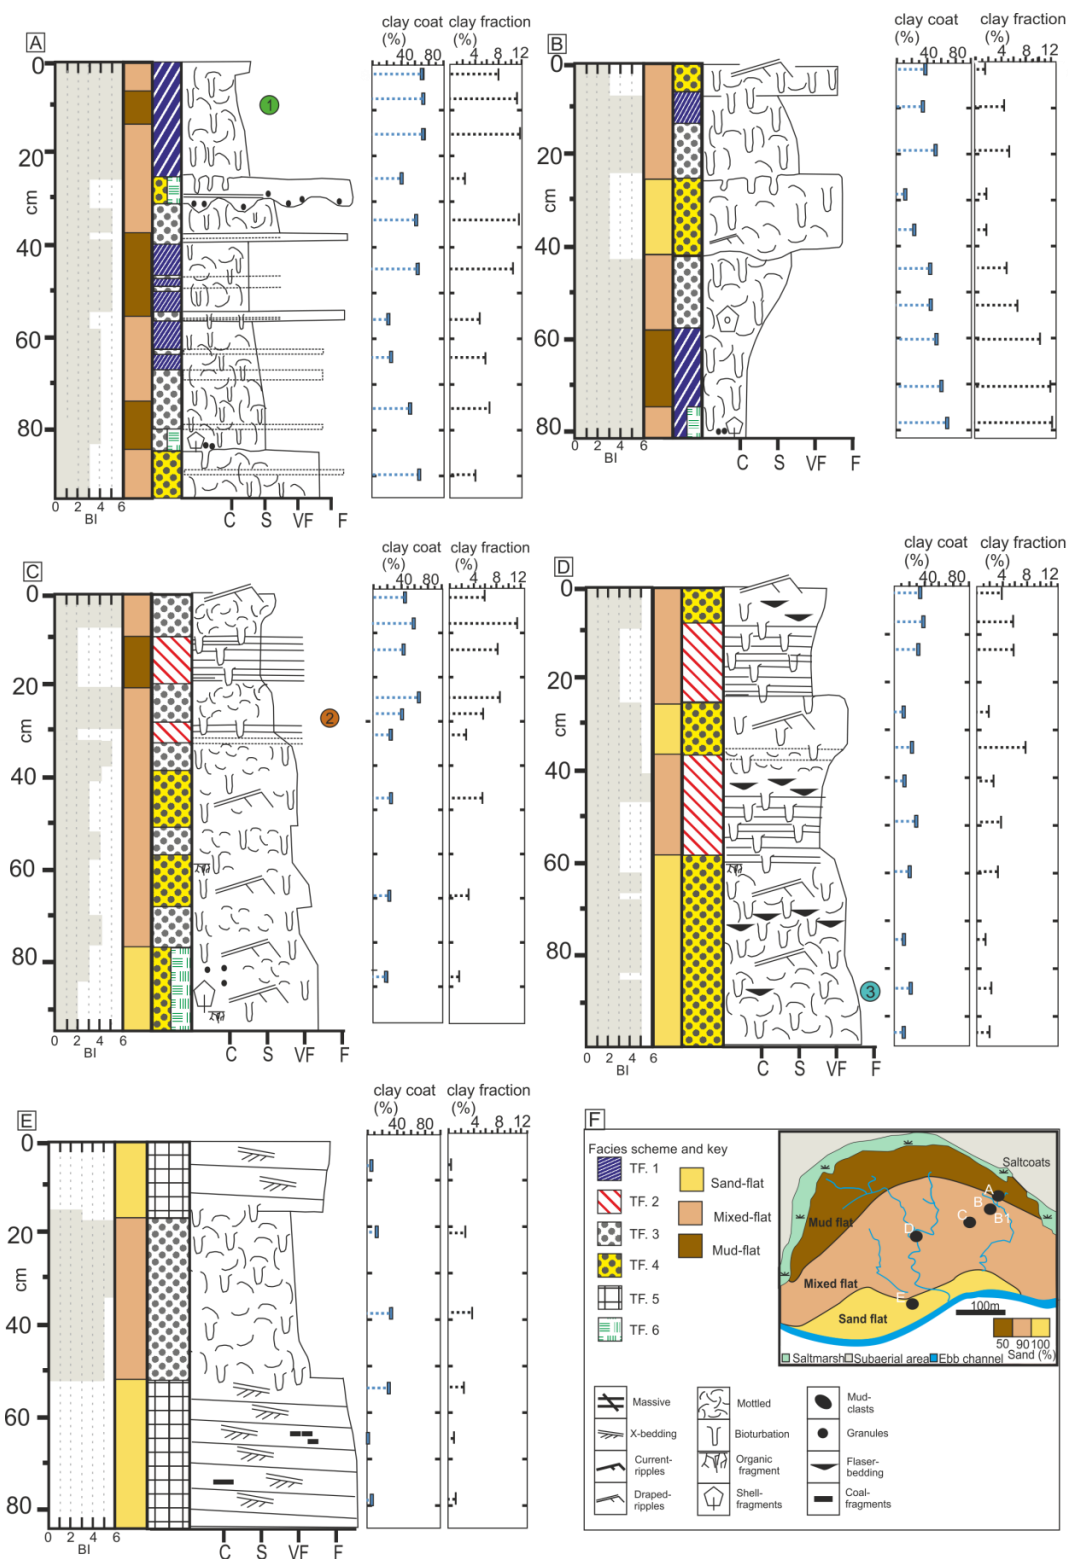 A
clay coat clay fraction
(%) (%)
40 80 4 8 12
0
20
cm
40
60
80
1
0 2 4 6
BI
C S VF F
B
clay coat clay fraction
(%) (%)
40 80 4 8 12
0
20
cm
40
60
80
0 2 4 6
BI
C S VF F
C
clay coat clay fraction
(%) (%)
40 80 4 8 12
0
20
cm
40
60
80
2
0 2 4 6
BI
C S VF F
D
clay coat clay fraction
(%) (%)
40 80 4 8 12
0
20
cm
40
60
80
3
0 2 4 6
BI
C S VF F
E
clay coat clay fraction
(%) (%)
40 80 4 8 12
0
20
cm
40
60
80
0 2 4 6
BI
C S VF F
F
Facies scheme and key
TF. 1
TF. 2
TF. 3
TF. 4
TF. 5
TF. 6
Sand-flat
Mixed-flat
Mud-flat
Saltcoats
A
B
B1
C
D
E
Mud flat
Mixed flat
Sand flat
100m
50 90 100
Sand (%)
Saltmarsh Subaerial area Ebb channel
Massive
X-bedding
Current-
ripples
Draped-
ripples
Mottled
Bioturbation
Organic
fragment
Shell-
fragments
Mud-
clasts
Granules
Flaser-
bedding
Coal-
fragments